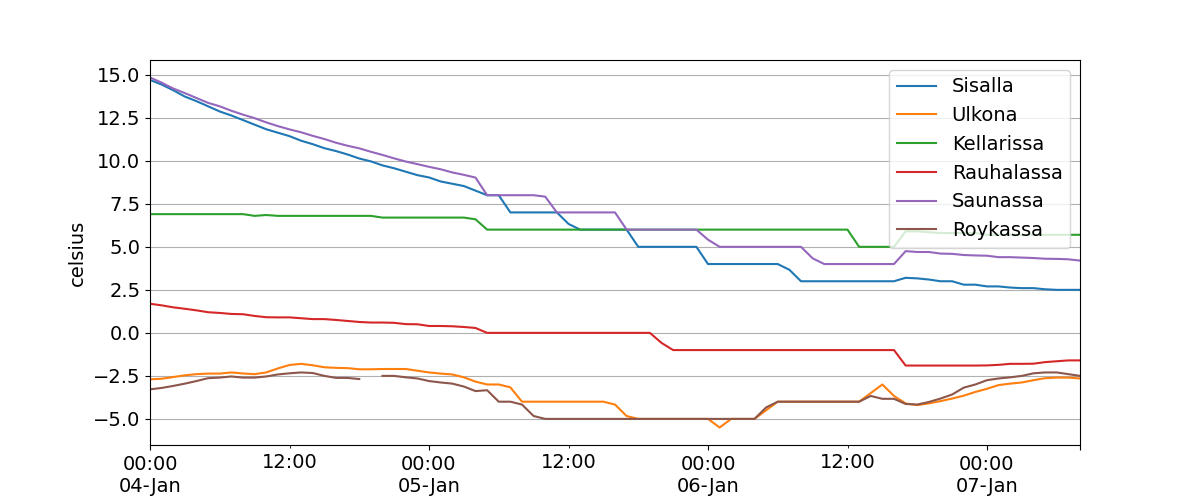 15.0
12.5
10.0
7.5
5.0
2.5
0.0
−2.5
−5.0
celsius
Sisalla
Ulkona
Kellarissa
Rauhalassa
Saunassa
Roykassa
00:00 12:00 00:00 12:00 00:00 12:00 00:00
04-Jan 05-Jan 06-Jan 07-Jan